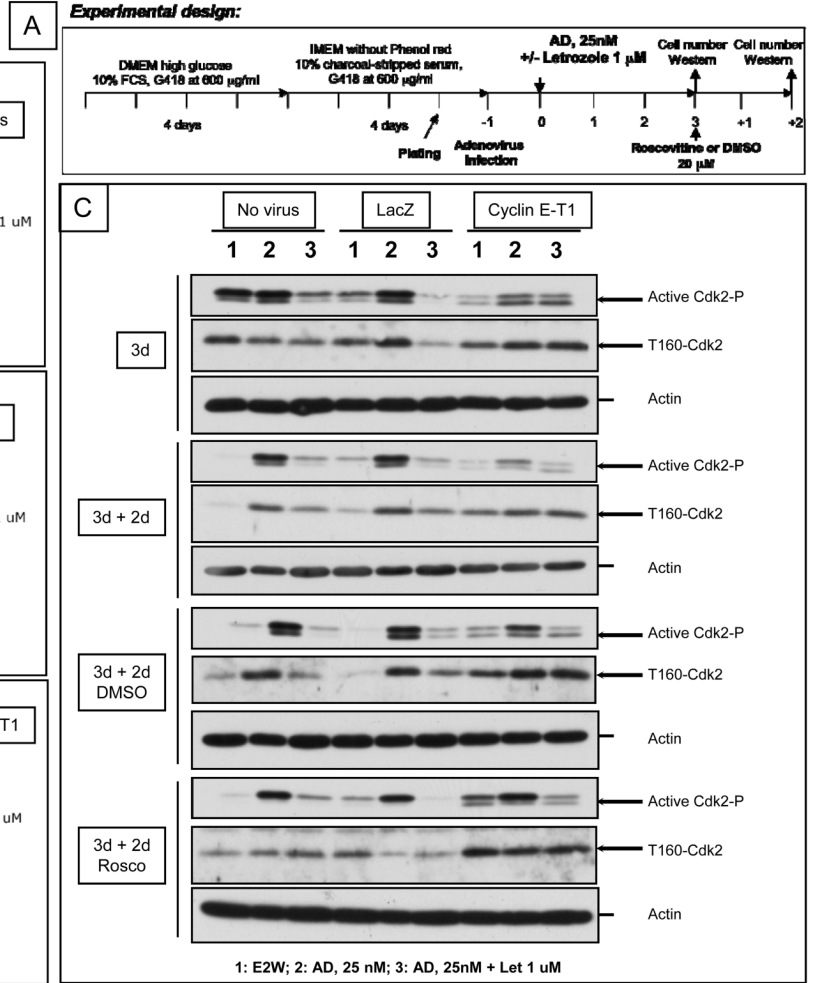 A
Experimental design:
DMEM high glucose
10% FCS, G418 at 600 µg/ml
IMEM without Phenol red
10% charcoal-stripped serum,
G418 at 600 µg/ml
AD, 25nM
+/- Letrozole 1 µM
Cell number
Western
Cell number
Western
4 days
4 days
-1
0
1
2
3
+1
+2
Plating
Adenovirus
Infection
Roscovitine or DMSO
20 µM
s
1 uM
uM
T1
uM
C
No virus
LacZ
Cyclin E-T1
1 2 3 1 2 3 1 2 3
3d
Active Cdk2-P
T160-Cdk2
Actin
3d + 2d
Active Cdk2-P
T160-Cdk2
Actin
3d + 2d
DMSO
Active Cdk2-P
T160-Cdk2
Actin
3d + 2d
Rosco
Active Cdk2-P
T160-Cdk2
Actin
1: E2W; 2: AD, 25 nM; 3: AD, 25nM + Let 1 uM